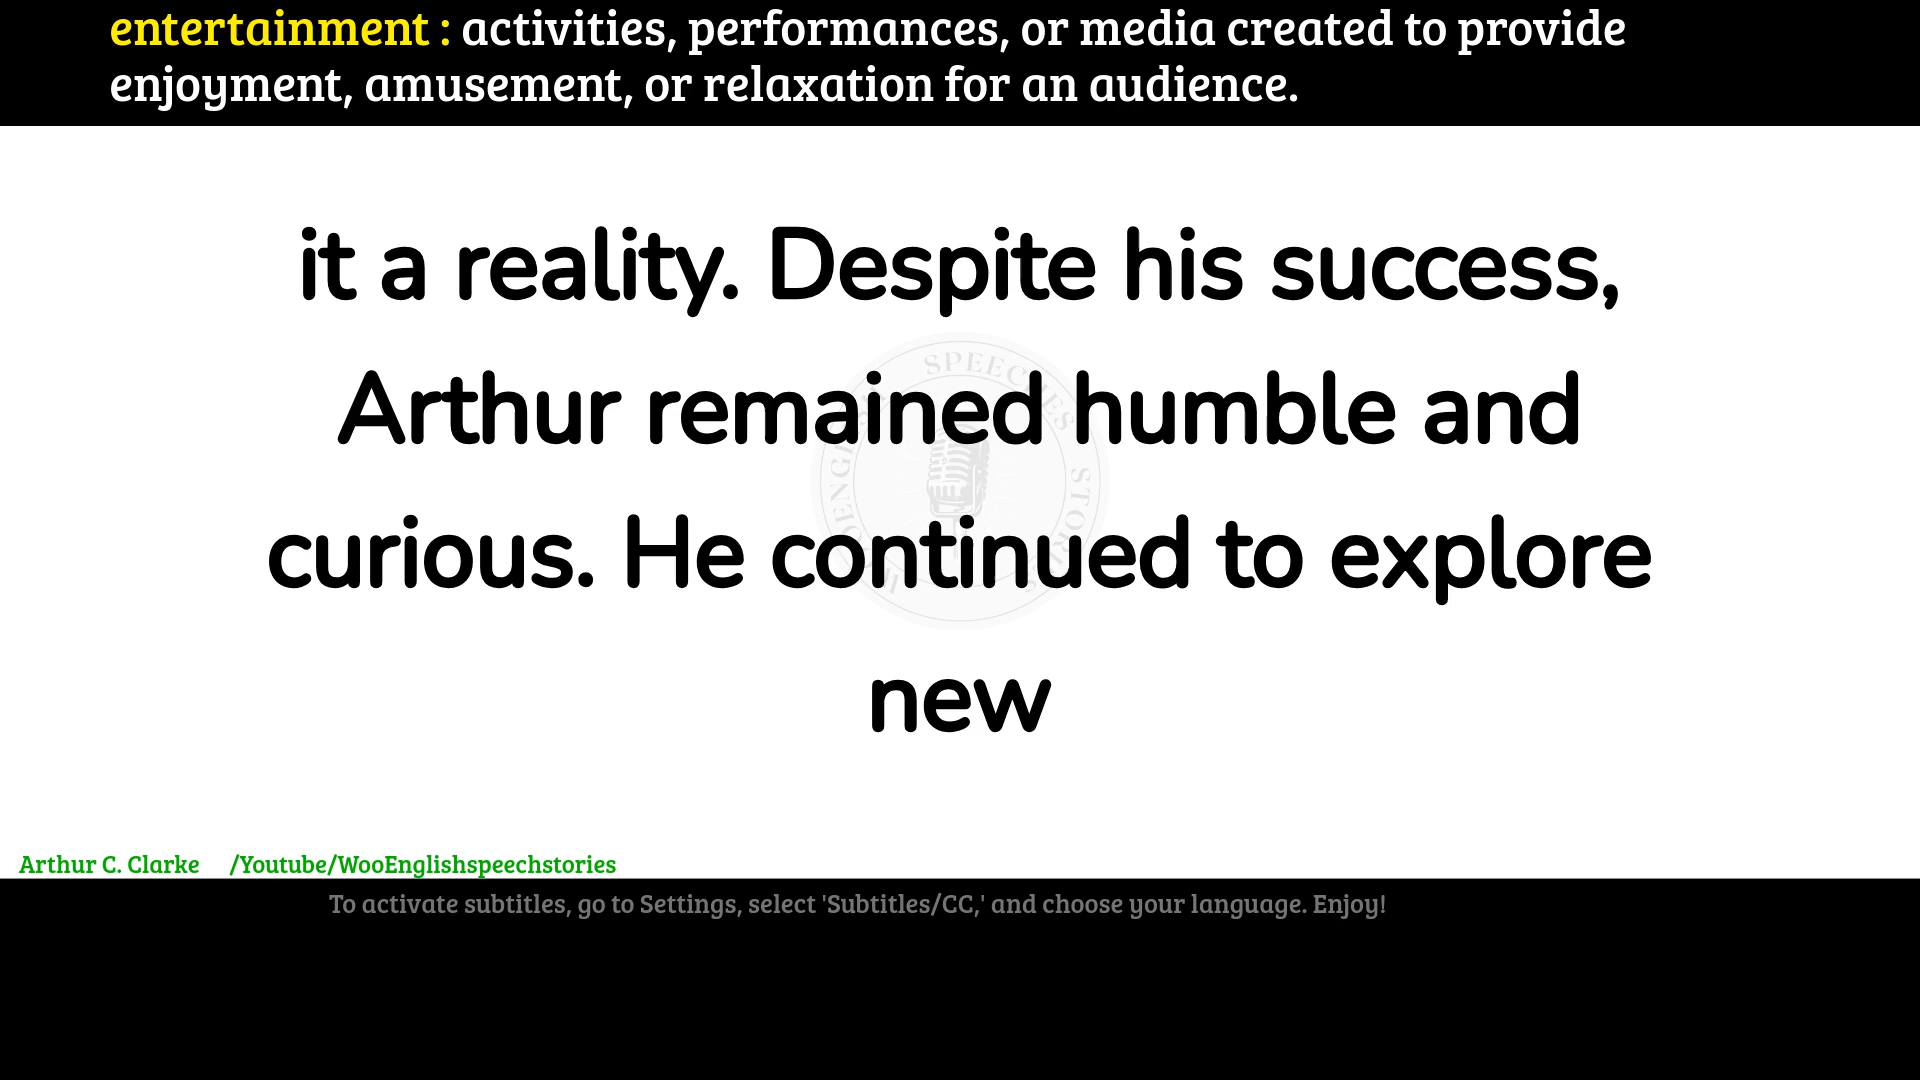 entertainment : activities, performances, or media created to provide
enjoyment, amusement, or relaxation for an audience.
it a reality. Despite his success,
Arthur remained humble and
curious. He continued to explore
new
Arthur C. Clarke /Youtube/WooEnglishspeechstories
To activate subtitles, go to Settings, select 'Subtitles/CC,' and choose your language. Enjoy!